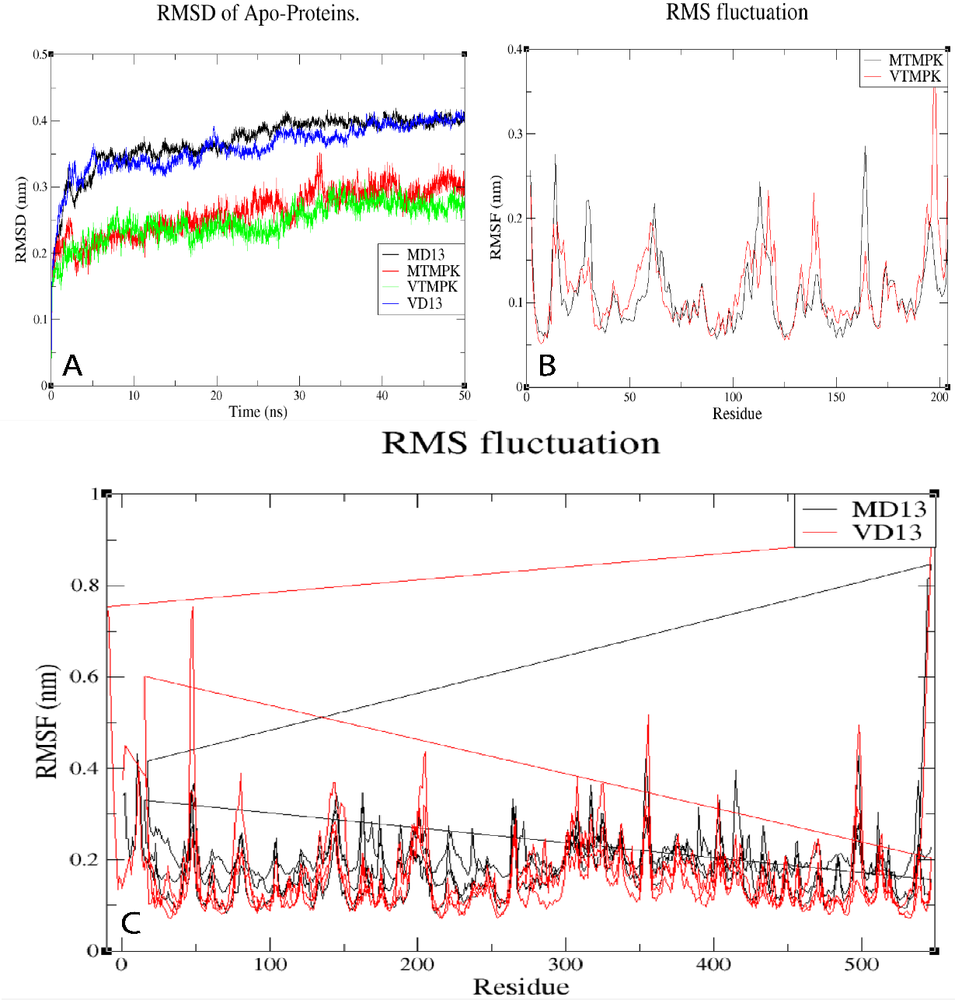 RMSD of Apo-Proteins.
RMS fluctuation
0.5
0.4
0.3
0.2
0.1
0
RMSD (nm)
0 10 20 30 40 50
Time (ns)
MD13
MTMPK
VTMPK
VD13
A
0.4
0.3
0.2
0.1
0
RMSF (nm)
0 50 100 150 200
Residue
MTMPK
VTMPK
B
RMS fluctuation
1
0.8
0.6
0.4
0.2
0
RMSF (nm)
0 100 200 300 400 500
Residue
MD13
VD13
C